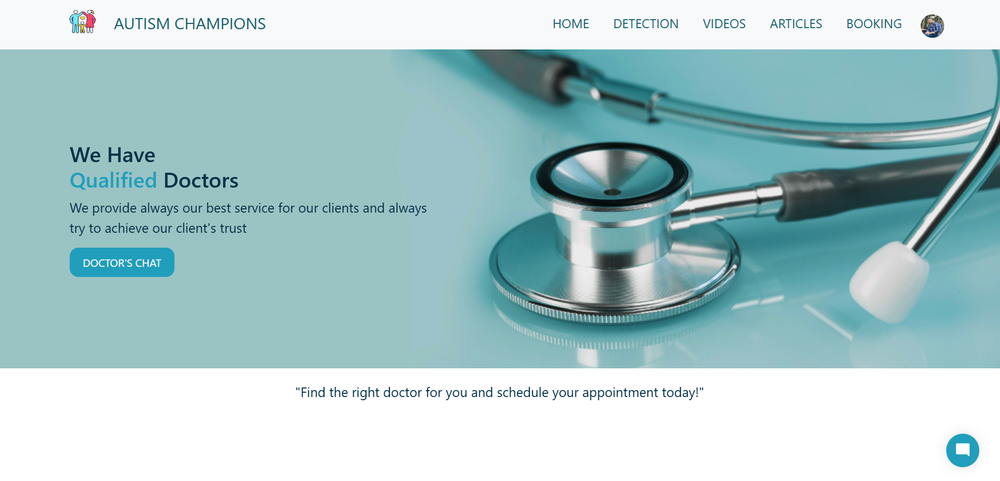 AUTISM CHAMPIONS
HOME
DETECTION
VIDEOS
ARTICLES
BOOKING
We Have
Qualified Doctors
We provide always our best service for our clients and always
try to achieve our client's trust
DOCTOR'S CHAT
"Find the right doctor for you and schedule your appointment today!"